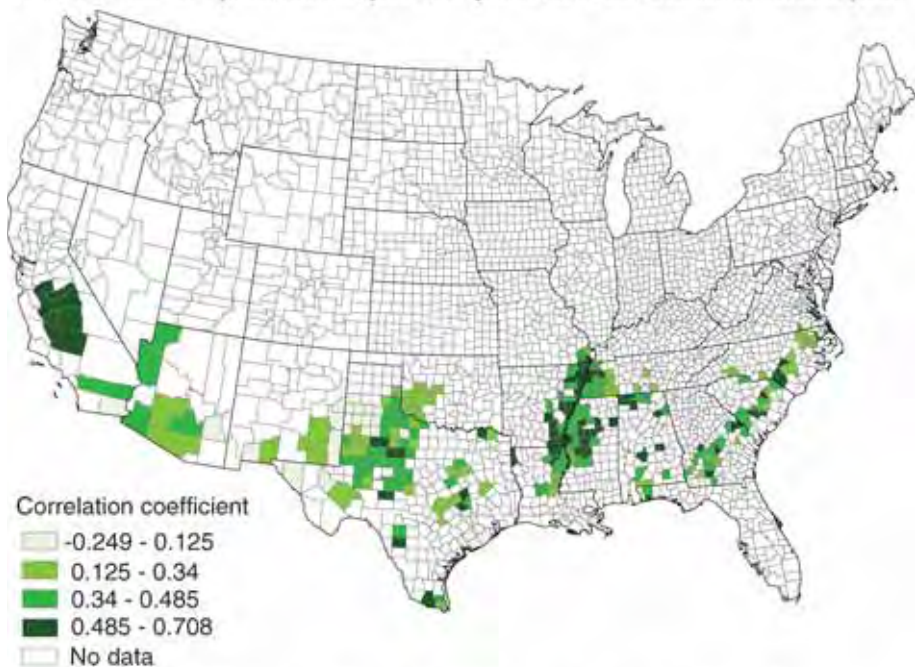 Correlation coefficient
-0.249 - 0.125
0.125 - 0.34
0.34 - 0.485
0.485 - 0.708
No data